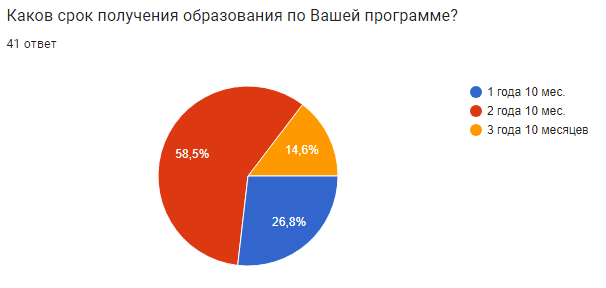 Каков срок получения образования по Вашей программе?
41 ответ
1 года 10 мес.
2 года 10 мес.
3 года 10 месяцев
58,5%
14,6%
26,8%